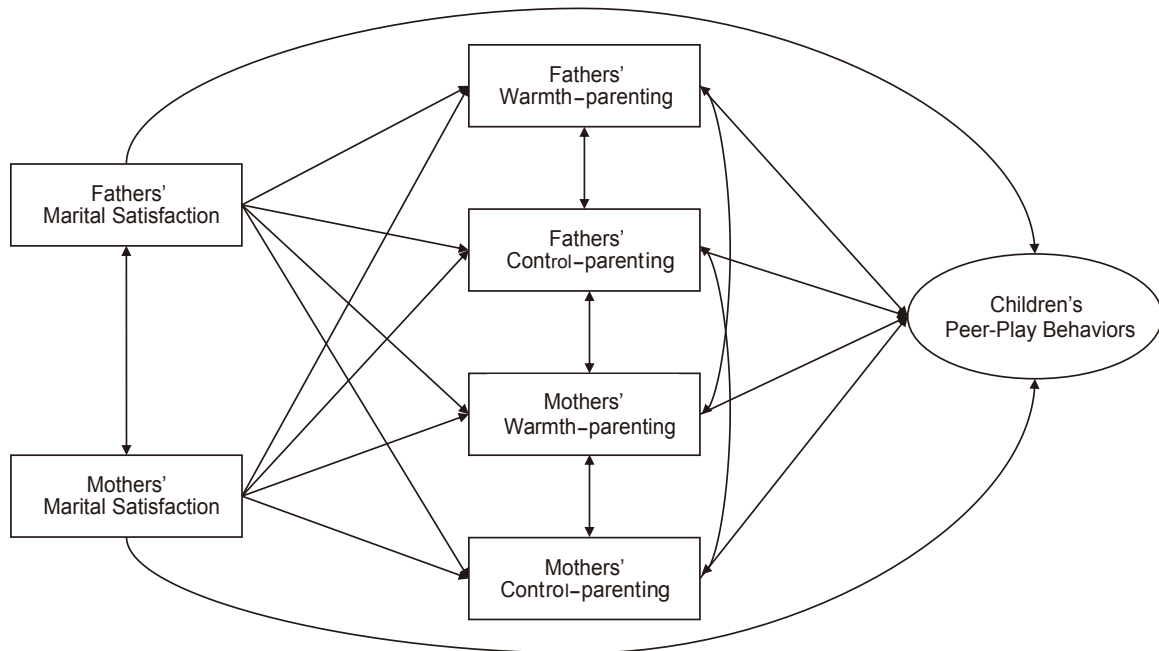 Fathers'
Warmth-parenting
Fathers'
Marital Satisfaction
Fathers'
Control-parenting
Children's
Peer-Play Behaviors
Mothers'
Warmth-parenting
Mothers'
Marital Satisfaction
Mothers'
Control-parenting